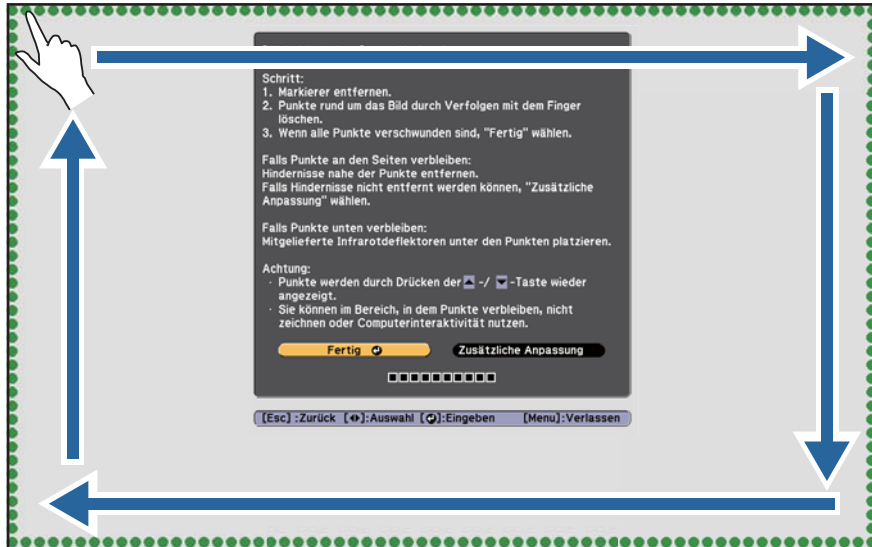 Schritt:
1. Markierer entfernen.
2. Punkte rund um das Bild durch Verfolgen mit dem Finger
löschen.
3. Wenn alle Punkte verschwunden sind, "Fertig" wählen.
Falls Punkte an den Seiten verbleiben:
Hindernisse nahe der Punkte entfernen.
Falls Hindernisse nicht entfernt werden können, "Zusätzliche
Anpassung" wählen.
Falls Punkte unten verbleiben:
Mitgelieferte Infrarotdeflektoren unter den Punkten platzieren.
Achtung:
· Punkte werden durch Drücken der ▲ -/ ▼ -Taste wieder
angezeigt.
· Sie können im Bereich, in dem Punkte verbleiben, nicht
zeichnen oder Computerinteraktivität nutzen.
Fertig Zusätzliche Anpassung
[Esc] :Zurück [◆]:Auswahl [⏎]:Eingeben [Menu]:Verlassen